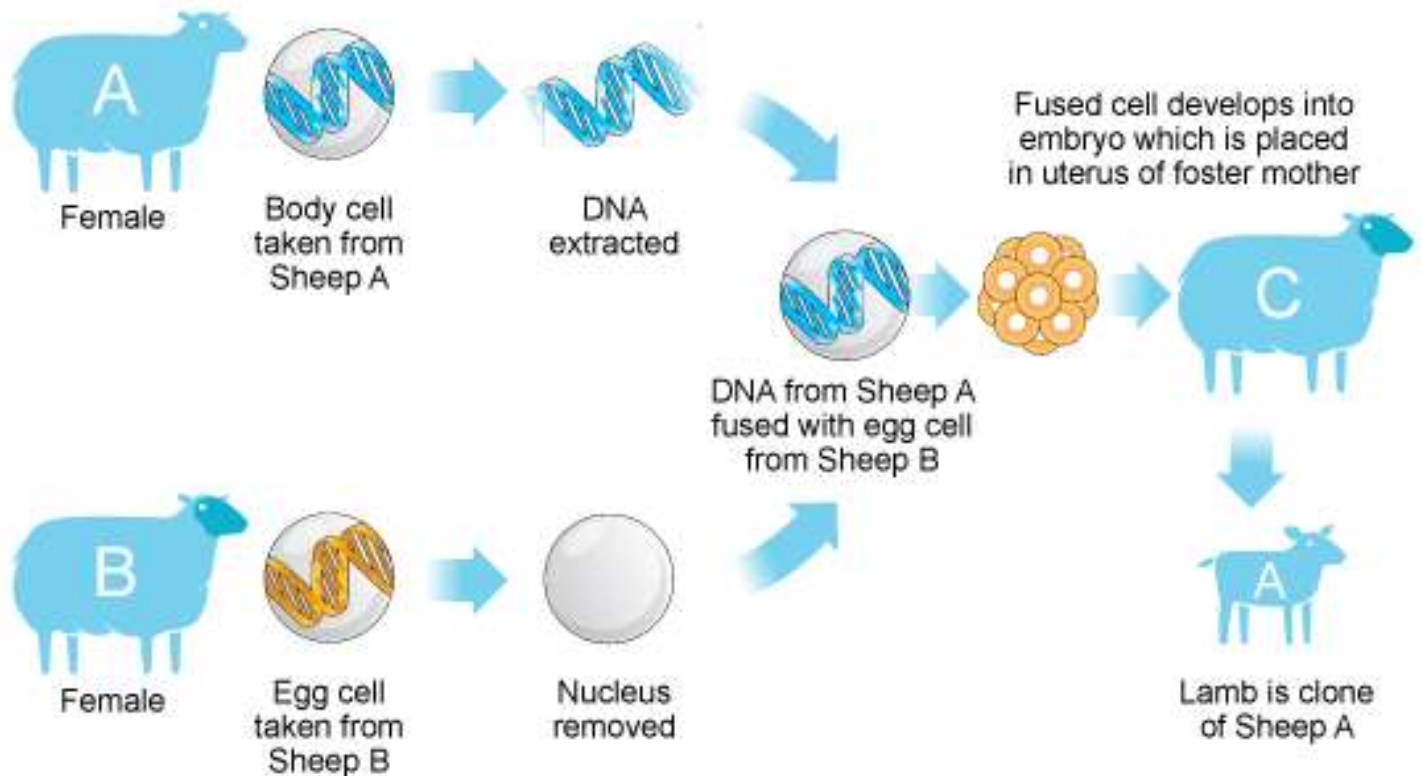 A
Female
Body cell
taken from
Sheep A
DNA
extracted
Fused cell develops into
embryo which is placed
in uterus of foster mother
DNA from Sheep A
fused with egg cell
from Sheep B
C
B
Female
Egg cell
taken from
Sheep B
Nucleus
removed
A
Lamb is clone
of Sheep A